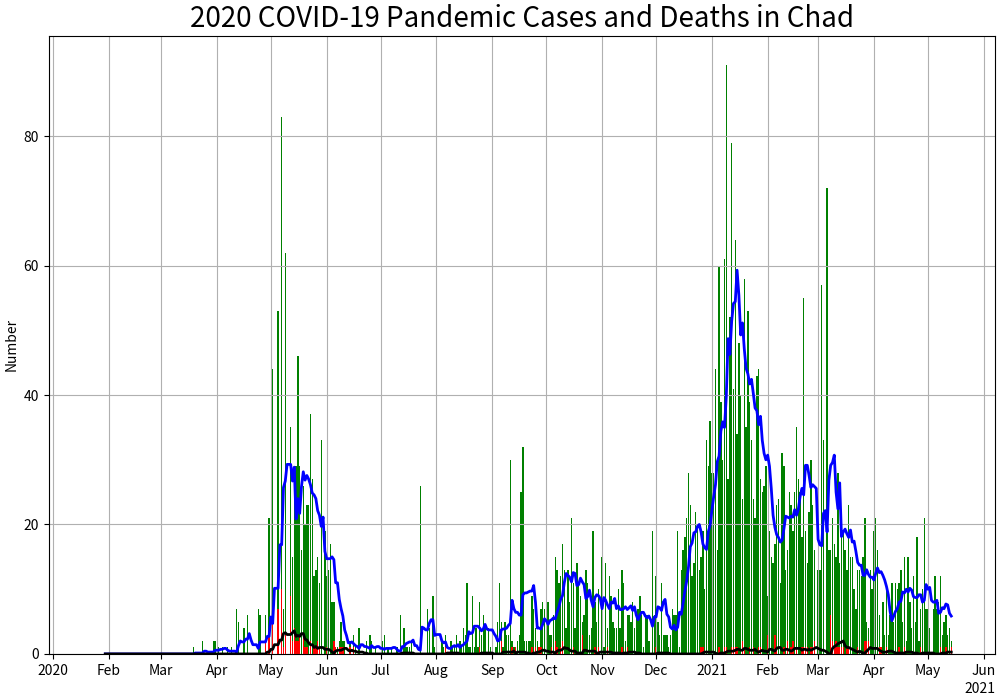 2020 COVID-19 Pandemic Cases and Deaths in Chad
Number
80
60
40
20
0
2020 Feb Mar Apr May Jun Jul Aug Sep Oct Nov Dec 2021 Feb Mar Apr May Jun
2021